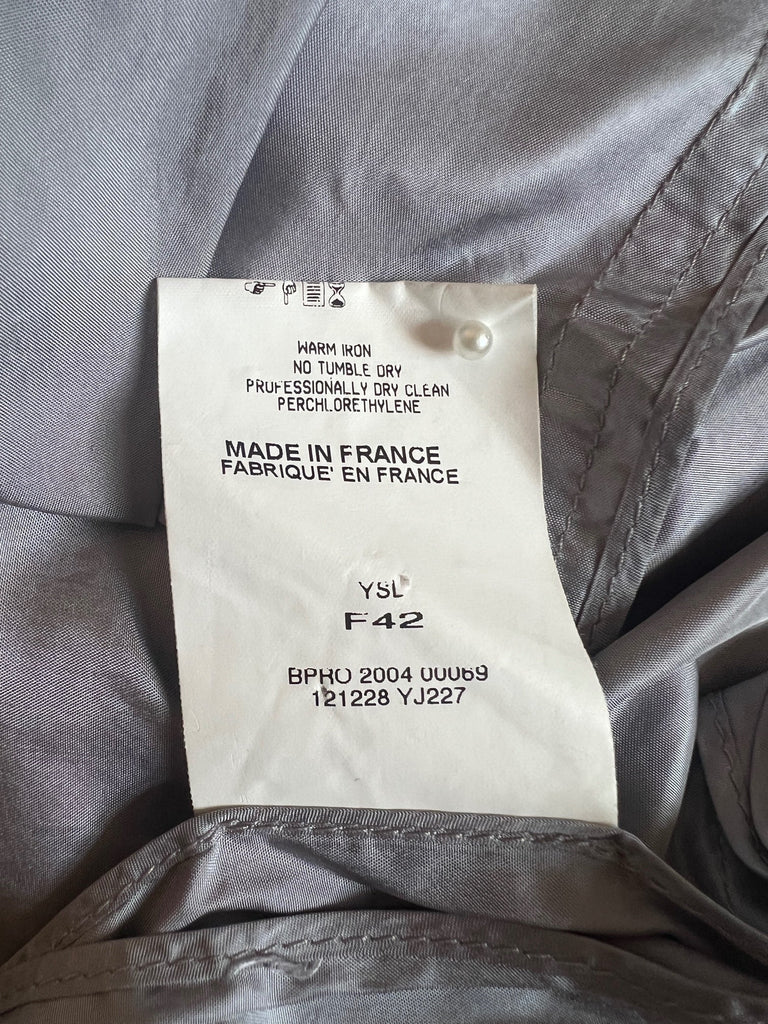 WARM IRON
NO TUMBLE DRY
PROFESSIONALLY DRY CLEAN
PERCHLORETHYLENE
MADE IN FRANCE
FABRIQUE' EN FRANCE
YSL
F42
BPRO 2004 00069
121228 YJ227